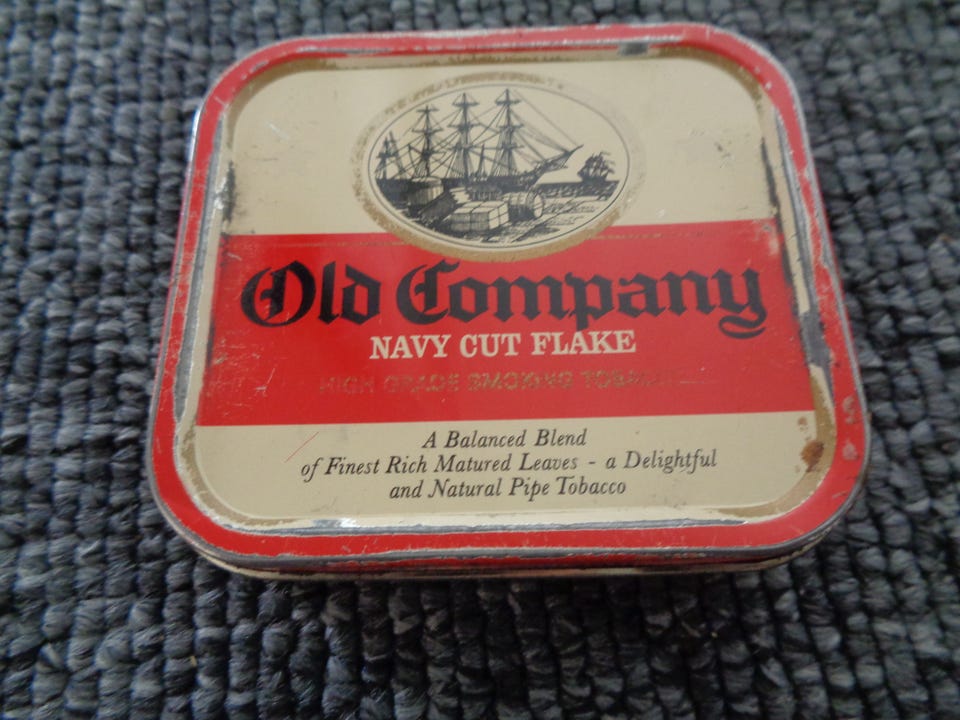 Old Company
NAVY CUT FLAKE
HIGH GRADE SMOKING
A Balanced Blend
of Finest Rich Matured Leaves - a Delightful
and Natural Pipe Tobacco